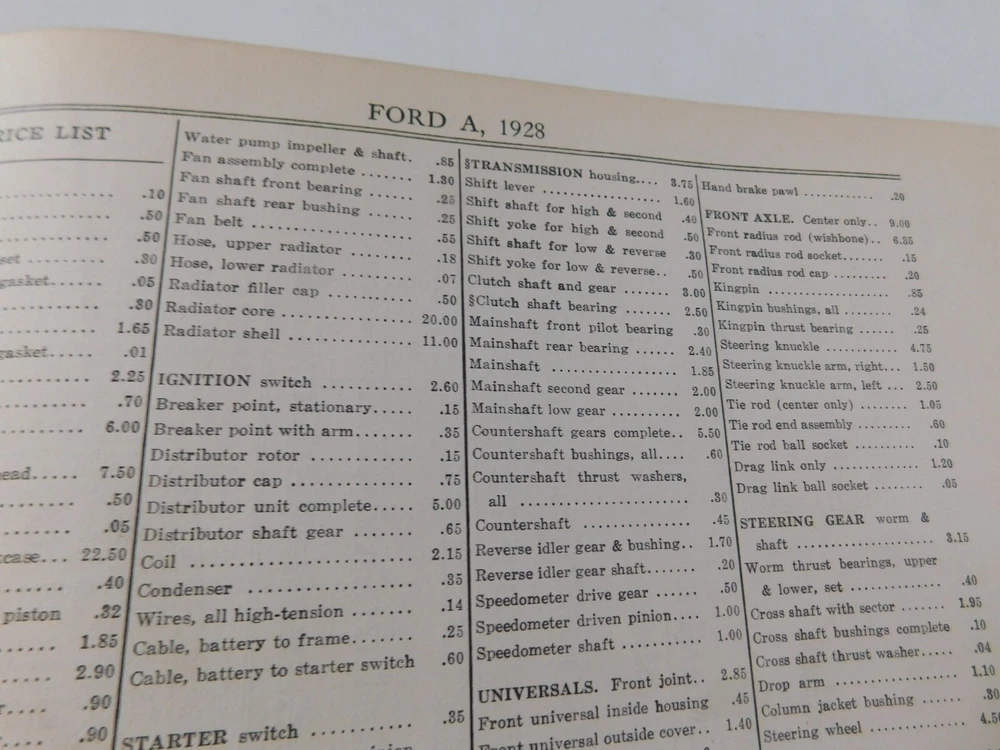 FORD A, 1928
RICE LIST
.10
.50
.50
set ........ .30
gasket..... .05
.30
1.65
gasket..... .01
2.25
.70
6.00
ead.... 7.50
.50
.05
case... 22.50
.40
piston .32
1.85
2.90
r..... .90
.90
Water pump impeller & shaft. .85
Fan assembly complete ....... 1.30
Fan shaft front bearing ....... .25
Fan shaft rear bushing ....... .25
Fan belt .................... .55
Hose, upper radiator ......... .18
Hose, lower radiator ......... .07
Radiator filler cap .......... .50
Radiator core ............... 20.00
Radiator shell .............. 11.00
IGNITION switch ........... 2.60
Breaker point, stationary..... .15
Breaker point with arm....... .35
Distributor rotor ............ .15
Distributor cap .............. .75
Distributor unit complete..... 5.00
Distributor shaft gear ....... .65
Coil ........................ 2.15
Condenser .................. .35
Wires, all high-tension ....... .14
Cable, battery to frame....... .25
Cable, battery to starter switch .60
STARTER switch ........... .35
§TRANSMISSION housing.... 3.75
Shift lever ................. 1.60
Shift shaft for high & second .40
Shift yoke for high & second .50
Shift shaft for low & reverse .30
Shift yoke for low & reverse.. .50
Clutch shaft and gear ....... 3.00
§Clutch shaft bearing ....... 2.50
Mainshaft front pilot bearing .30
Mainshaft rear bearing ...... 2.40
Mainshaft .................. 1.85
Mainshaft second gear ....... 2.00
Mainshaft low gear .......... 2.00
Countershaft gears complete.. 5.50
Countershaft bushings, all.... .60
Countershaft thrust washers,
all ........................ .30
Countershaft ............... .45
Reverse idler gear & bushing.. 1.70
Reverse idler gear shaft...... .20
Speedometer drive gear ...... .50
Speedometer driven pinion.... 1.00
Speedometer shaft .......... 1.00
UNIVERSALS. Front joint.. 2.85
Front universal inside housing .45
Front universal outside cover.. 1.40
Hand brake pawl ........... .20
FRONT AXLE. Center only.. 9.00
Front radius rod (wishbone).. 6.35
Front radius rod socket...... .15
Front radius rod cap ........ .20
Kingpin .................... .85
Kingpin bushings, all ....... .24
Kingpin thrust bearing ...... .25
Steering knuckle ............ 4.75
Steering knuckle arm, right... 1.50
Steering knuckle arm, left ... 2.50
Tie rod (center only) ........ 1.05
Tie rod end assembly ........ .60
Tie rod ball socket .......... .10
Drag link only .............. 1.20
Drag link ball socket ........ .05
STEERING GEAR worm &
shaft .................... 3.15
Worm thrust bearings, upper
& lower, set .............. .40
Cross shaft with sector ....... 1.95
Cross shaft bushings complete .10
Cross shaft thrust washer..... .04
Drop arm ................... 1.10
Column jacket bushing ....... .30
Steering wheel ............. 4.50